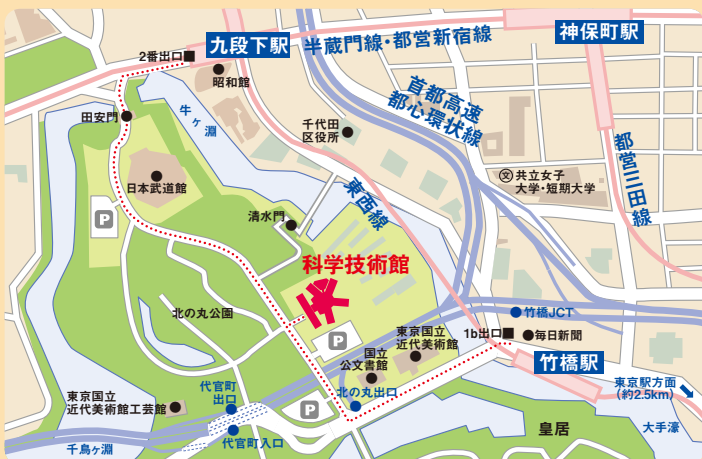 2番出口
九段下駅
半蔵門線・都営新宿線
神保町駅
昭和館
首都高速
都心環状線
田安門
牛ヶ淵
千代田
区役所
都営三田線
文
共立女子
大学・短期大学
日本武道館
東西線
P
清水門
科学技術館
北の丸公園
竹橋JCT
1b出口
毎日新聞
P
東京国立
近代美術館
国立
公文書館
竹橋駅
東京駅方面
(約2.5km)
代官町
出口
北の丸出口
東京国立
近代美術館工芸館
P
大手濠
皇居
代官町入口
千鳥ヶ淵